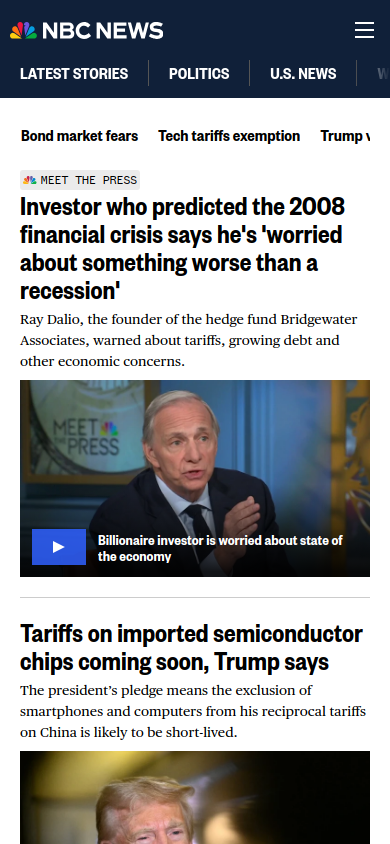 NBC NEWS
LATEST STORIES
POLITICS
U.S. NEWS
Bond market fears
Tech tariffs exemption
Trump
MEET THE PRESS
Investor who predicted the 2008
financial crisis says he's 'worried
about something worse than a
recession'
Ray Dalio, the founder of the hedge fund Bridgewater
Associates, warned about tariffs, growing debt and
other economic concerns.
MEET
THE
PRESS
Billionaire investor is worried about state of
the economy
Tariffs on imported semiconductor
chips coming soon, Trump says
The president’s pledge means the exclusion of
smartphones and computers from his reciprocal tariffs
on China is likely to be short-lived.